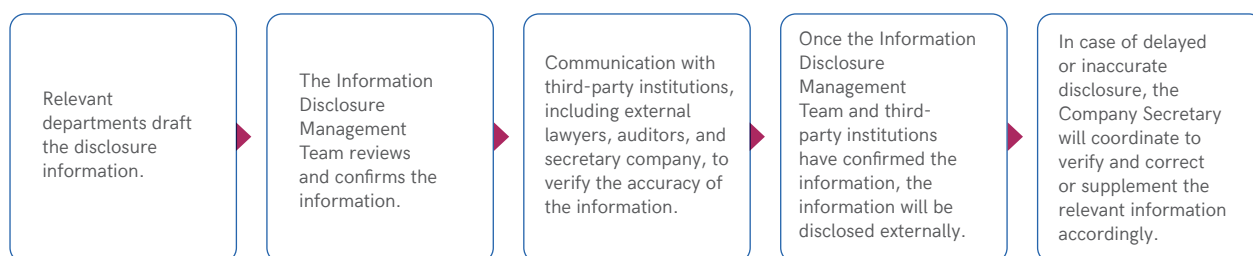 Relevant
departments draft
the disclosure
information.
The Information
Disclosure
Management
Team reviews
and confirms the
information.
Communication with
third-party institutions,
including external
lawyers, auditors, and
secretary company, to
verify the accuracy of
the information.
Once the Information
Disclosure
Management
Team and third-
party institutions
have confirmed the
information, the
information will be
disclosed externally.
In case of delayed
or inaccurate
disclosure, the
Company Secretary
will coordinate to
verify and correct
or supplement the
relevant information
accordingly.